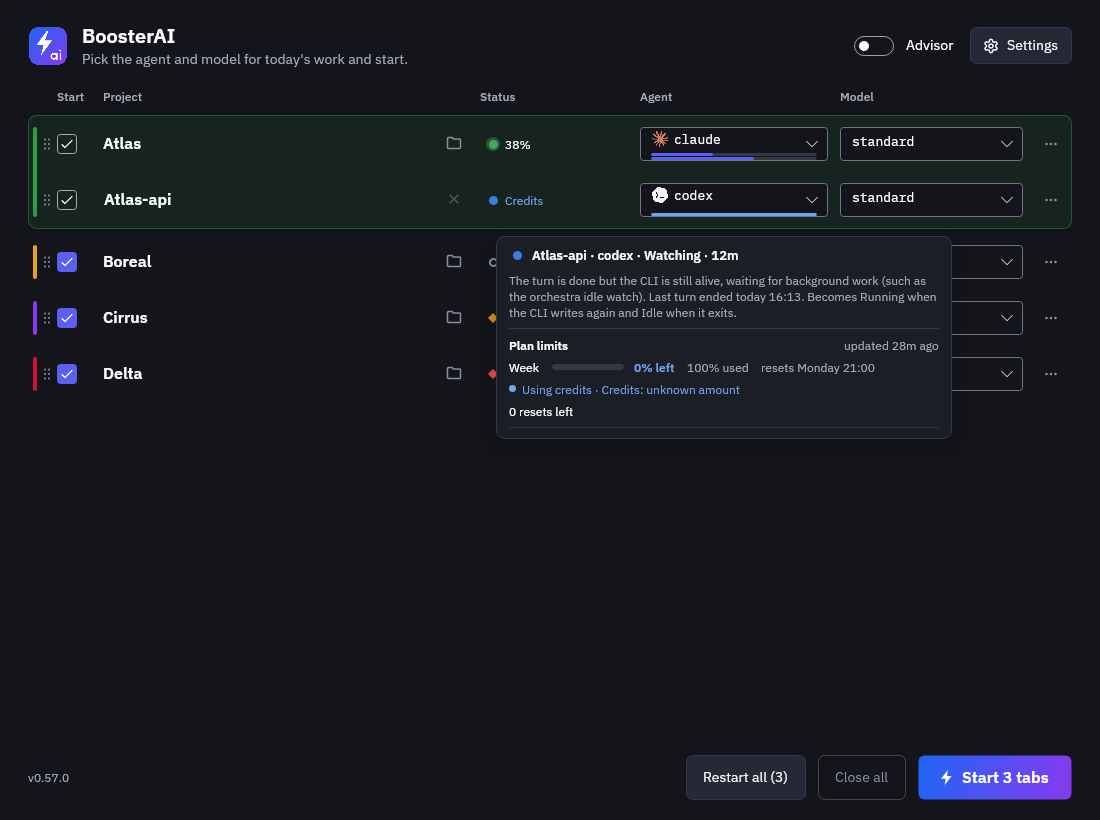 ai
BoosterAI
Pick the agent and model for today's work and start.
Advisor
Settings
Start
Project
Status
Agent
Model
Atlas
38%
claude
standard
Atlas-api
Credits
codex
standard
Boreal
Cirrus
Delta
Atlas-api · codex · Watching · 12m
The turn is done but the CLI is still alive, waiting for background work (such as
the orchestra idle watch). Last turn ended today 16:13. Becomes Running when
the CLI writes again and Idle when it exits.
Plan limits
updated 28m ago
Week
0% left
100% used
resets Monday 21:00
Using credits · Credits: unknown amount
0 resets left
v0.57.0
Restart all (3)
Close all
Start 3 tabs